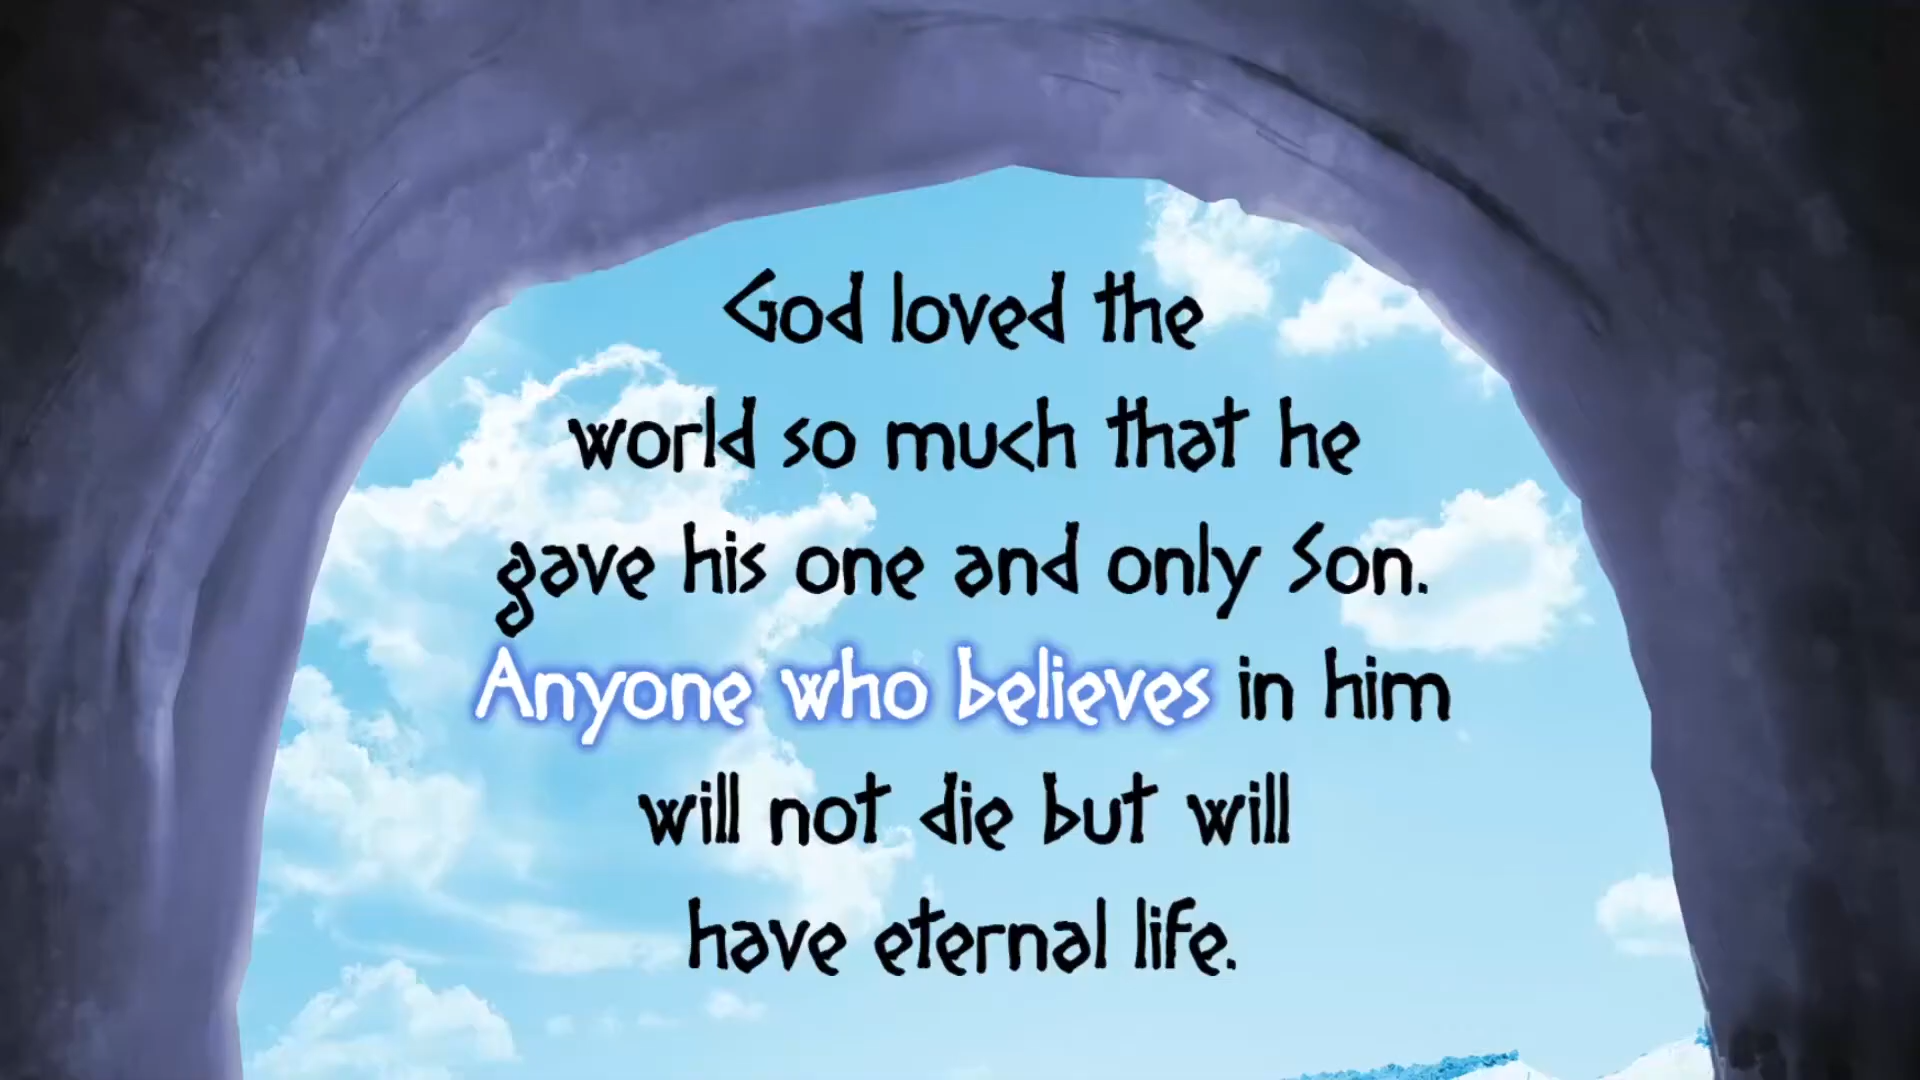 God loved the
world so much that he
gave his one and only Son.
Anyone who believes in him
will not die but will
have eternal life.